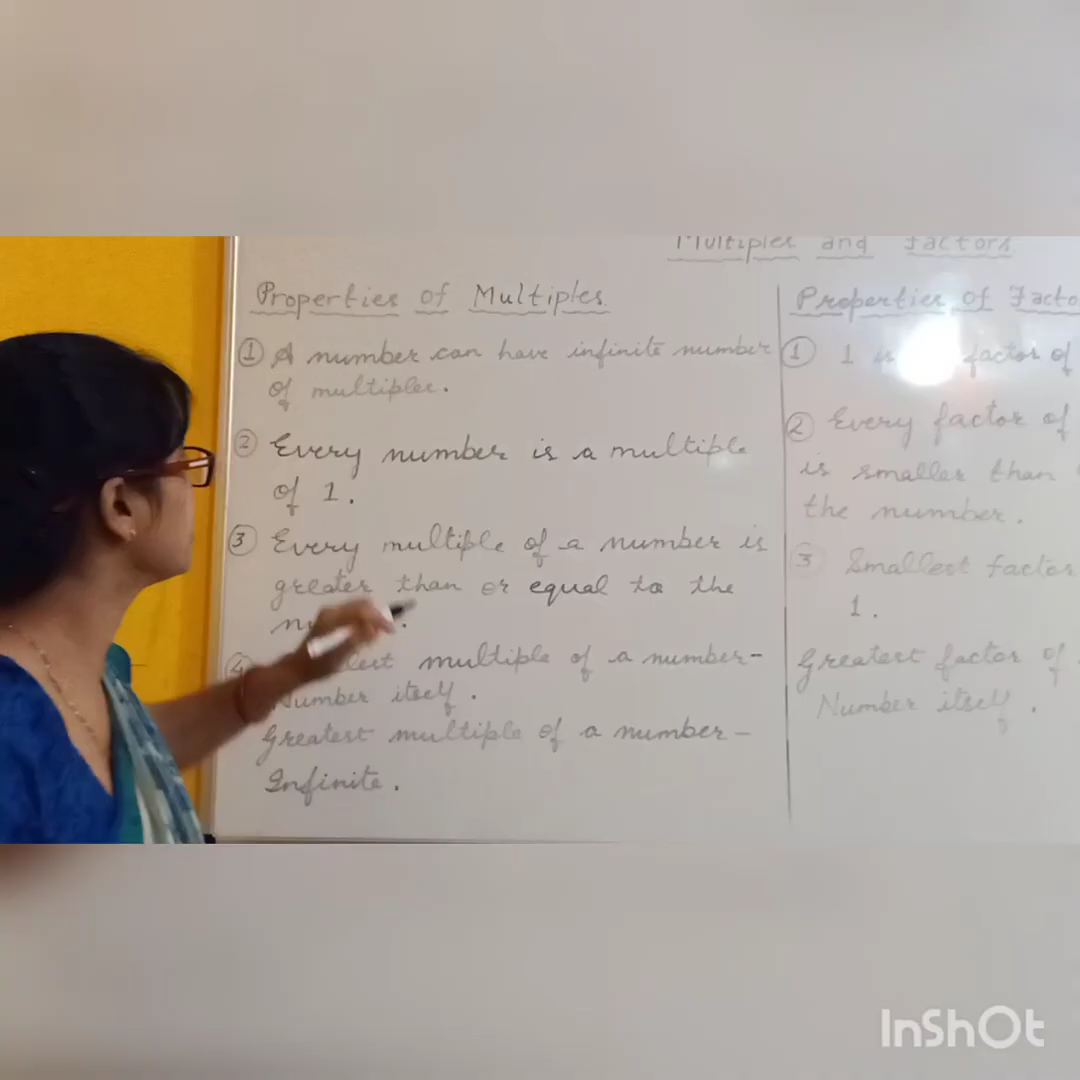 Multiples and Factors
Properties of Multiples
① A number can have infinite number
of multiples.
② Every number is a multiple
of 1.
③ Every multiple of a number is
greater than or equal to the
④ multiple of a number -
Number itself.
Greatest multiple of a number -
Infinite.
Properties of Facto
① 1 is factor of
② Every factor of
is smaller than
the number.
③ Smallest factor
1.
Greatest factor of
Number itself.
InShOt